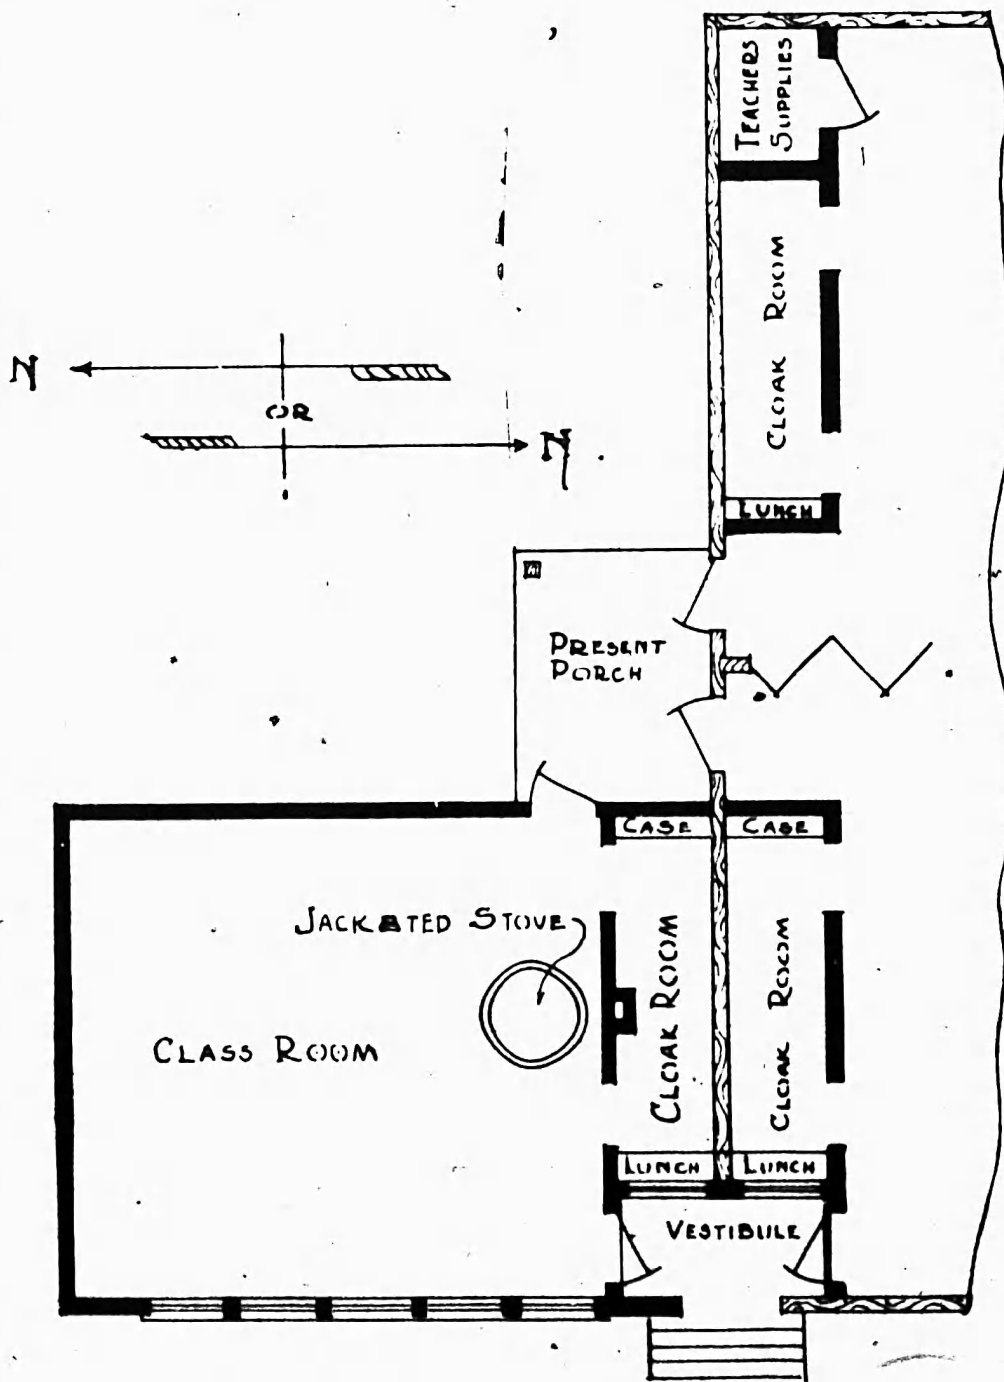 TEACHERS
SUPPLIES
CLOAK ROOM
N
OR
N
LUNCH
PRESENT
PORCH
CASE
CASE
JACKETED STOVE
CLASS ROOM
CLOAK ROOM
CLOAK ROOM
LUNCH
LUNCH
VESTIBULE